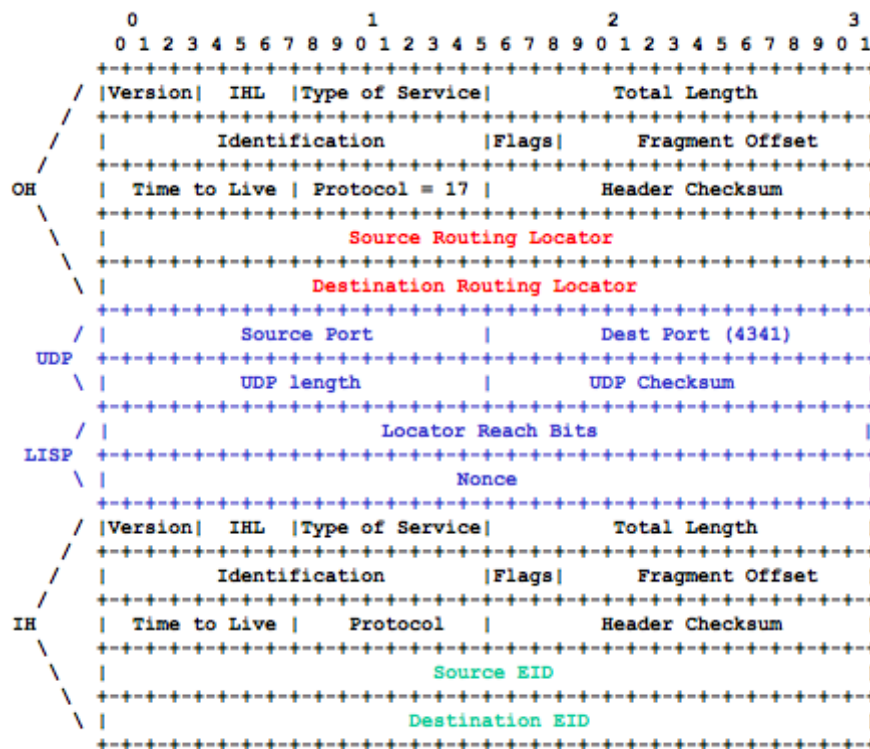 0 1 2 3
0 1 2 3 4 5 6 7 8 9 0 1 2 3 4 5 6 7 8 9 0 1 2 3 4 5 6 7 8 9 0 1
+-+-+-+-+-+-+-+-+-+-+-+-+-+-+-+-+-+-+-+-+-+-+-+-+-+-+-+-+-+-+-+-+
/ |Version| IHL |Type of Service| Total Length |
/ +-+-+-+-+-+-+-+-+-+-+-+-+-+-+-+-+-+-+-+-+-+-+-+-+-+-+-+-+-+-+-+-+
/ | Identification |Flags| Fragment Offset |
/ +-+-+-+-+-+-+-+-+-+-+-+-+-+-+-+-+-+-+-+-+-+-+-+-+-+-+-+-+-+-+-+-+
OH | Time to Live | Protocol = 17 | Header Checksum |
\ +-+-+-+-+-+-+-+-+-+-+-+-+-+-+-+-+-+-+-+-+-+-+-+-+-+-+-+-+-+-+-+-+
\ | Source Routing Locator |
\ +-+-+-+-+-+-+-+-+-+-+-+-+-+-+-+-+-+-+-+-+-+-+-+-+-+-+-+-+-+-+-+-+
\ | Destination Routing Locator |
+-+-+-+-+-+-+-+-+-+-+-+-+-+-+-+-+-+-+-+-+-+-+-+-+-+-+-+-+-+-+-+-+
/ | Source Port | Dest Port (4341) |
UDP +-+-+-+-+-+-+-+-+-+-+-+-+-+-+-+-+-+-+-+-+-+-+-+-+-+-+-+-+-+-+-+-+
\ | UDP length | UDP Checksum |
+-+-+-+-+-+-+-+-+-+-+-+-+-+-+-+-+-+-+-+-+-+-+-+-+-+-+-+-+-+-+-+-+
/ | Locator Reach Bits |
LISP +-+-+-+-+-+-+-+-+-+-+-+-+-+-+-+-+-+-+-+-+-+-+-+-+-+-+-+-+-+-+-+-+
\ | Nonce |
+-+-+-+-+-+-+-+-+-+-+-+-+-+-+-+-+-+-+-+-+-+-+-+-+-+-+-+-+-+-+-+-+
/ |Version| IHL |Type of Service| Total Length |
/ +-+-+-+-+-+-+-+-+-+-+-+-+-+-+-+-+-+-+-+-+-+-+-+-+-+-+-+-+-+-+-+-+
/ | Identification |Flags| Fragment Offset |
/ +-+-+-+-+-+-+-+-+-+-+-+-+-+-+-+-+-+-+-+-+-+-+-+-+-+-+-+-+-+-+-+-+
IH | Time to Live | Protocol | Header Checksum |
\ +-+-+-+-+-+-+-+-+-+-+-+-+-+-+-+-+-+-+-+-+-+-+-+-+-+-+-+-+-+-+-+-+
\ | Source EID |
\ +-+-+-+-+-+-+-+-+-+-+-+-+-+-+-+-+-+-+-+-+-+-+-+-+-+-+-+-+-+-+-+-+
\ | Destination EID |
+-+-+-+-+-+-+-+-+-+-+-+-+-+-+-+-+-+-+-+-+-+-+-+-+-+-+-+-+-+-+-+-+